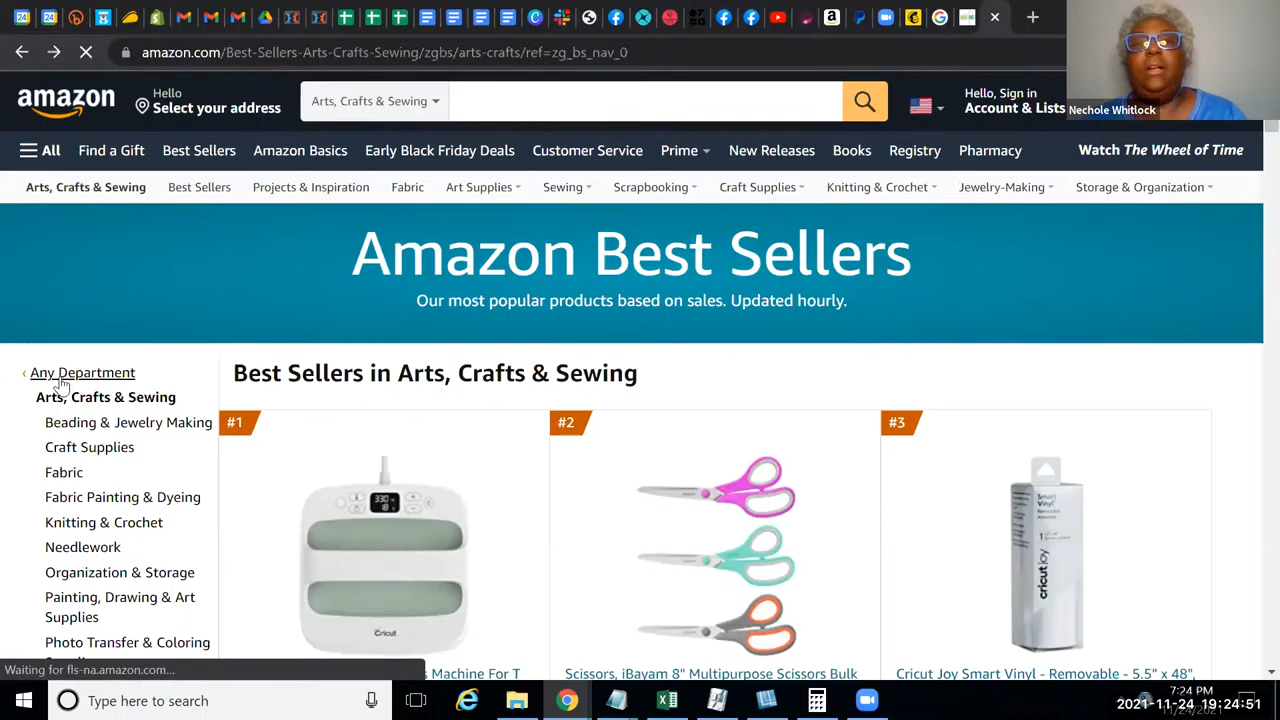 amazon.com/Best-Sellers-Arts-Crafts-Sewing/zgbs/arts-crafts/ref=zg_bs_nav_0
Nechole Whitlock
amazon
Hello
Select your address
Arts, Crafts & Sewing
Hello, Sign in
Account & Lists
All
Find a Gift
Best Sellers
Amazon Basics
Early Black Friday Deals
Customer Service
Prime
New Releases
Books
Registry
Pharmacy
Watch The Wheel of Time
Arts, Crafts & Sewing
Best Sellers
Projects & Inspiration
Fabric
Art Supplies
Sewing
Scrapbooking
Craft Supplies
Knitting & Crochet
Jewelry-Making
Storage & Organization
Amazon Best Sellers
Our most popular products based on sales. Updated hourly.
‹ Any Department
Arts, Crafts & Sewing
Beading & Jewelry Making
Craft Supplies
Fabric
Fabric Painting & Dyeing
Knitting & Crochet
Needlework
Organization & Storage
Painting, Drawing & Art
Supplies
Photo Transfer & Coloring
Best Sellers in Arts, Crafts & Sewing
#1
#2
#3
330
18
Cricut
Smart
Vinyl
cricut joy
Machine For T
Scissors, iBayam 8" Multipurpose Scissors Bulk
Cricut Joy Smart Vinyl - Removable - 5.5" x 48",
Waiting for fls-na.amazon.com...
Type here to search
7:24 PM
2021-11-24 19:24:51